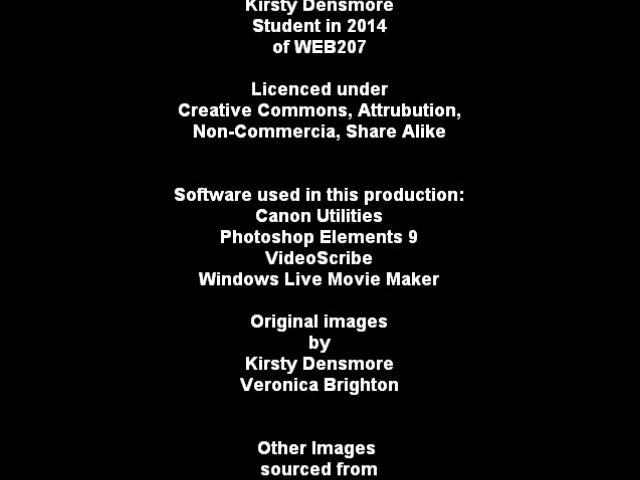 Kirsty Densmore
Student in 2014
of WEB207
Licenced under
Creative Commons, Attrubution,
Non-Commercia, Share Alike
Software used in this production:
Canon Utilities
Photoshop Elements 9
VideoScribe
Windows Live Movie Maker
Original images
by
Kirsty Densmore
Veronica Brighton
Other Images
sourced from